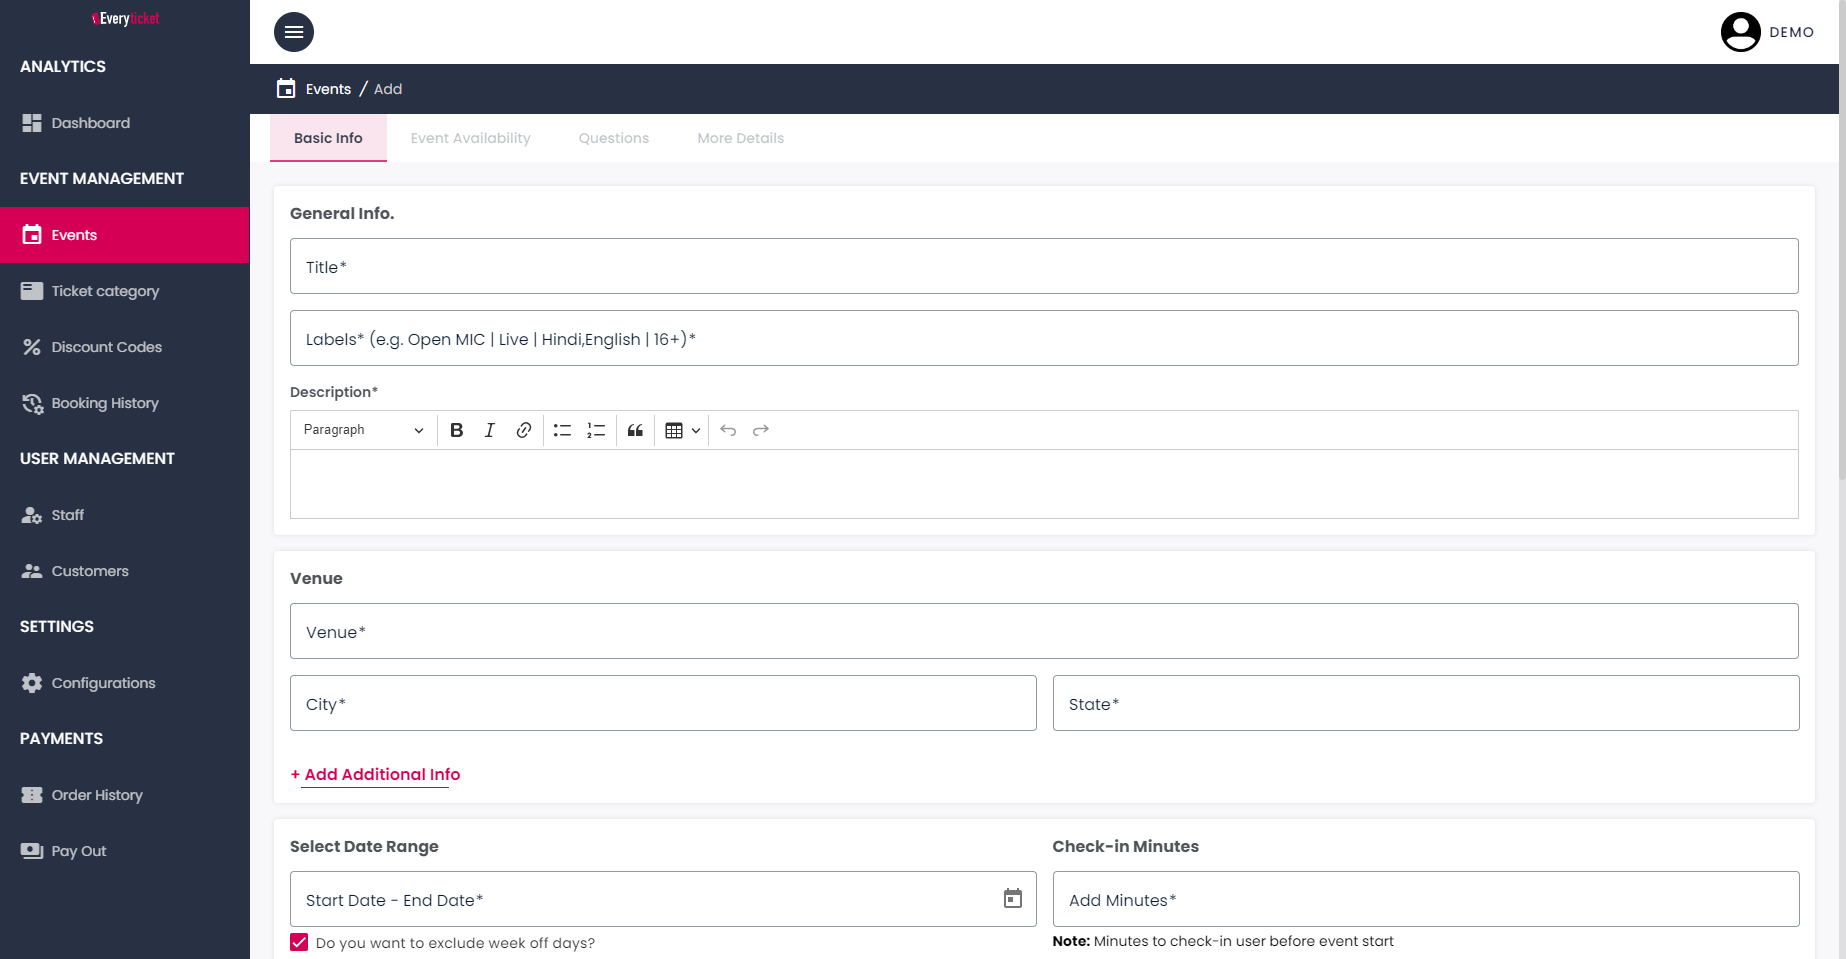 Everyticket
ANALYTICS
Dashboard
EVENT MANAGEMENT
Events
Ticket category
Discount Codes
Booking History
USER MANAGEMENT
Staff
Customers
SETTINGS
Configurations
PAYMENTS
Order History
Pay Out
DEMO
Events / Add
Basic Info
Event Availability
Questions
More Details
General Info.
Title*
Labels* (e.g. Open MIC | Live | Hindi,English | 16+)*
Description*
Paragraph
Venue
Venue*
City*
State*
+ Add Additional Info
Select Date Range
Start Date - End Date*
Do you want to exclude week off days?
Check-in Minutes
Add Minutes*
Note: Minutes to check-in user before event start